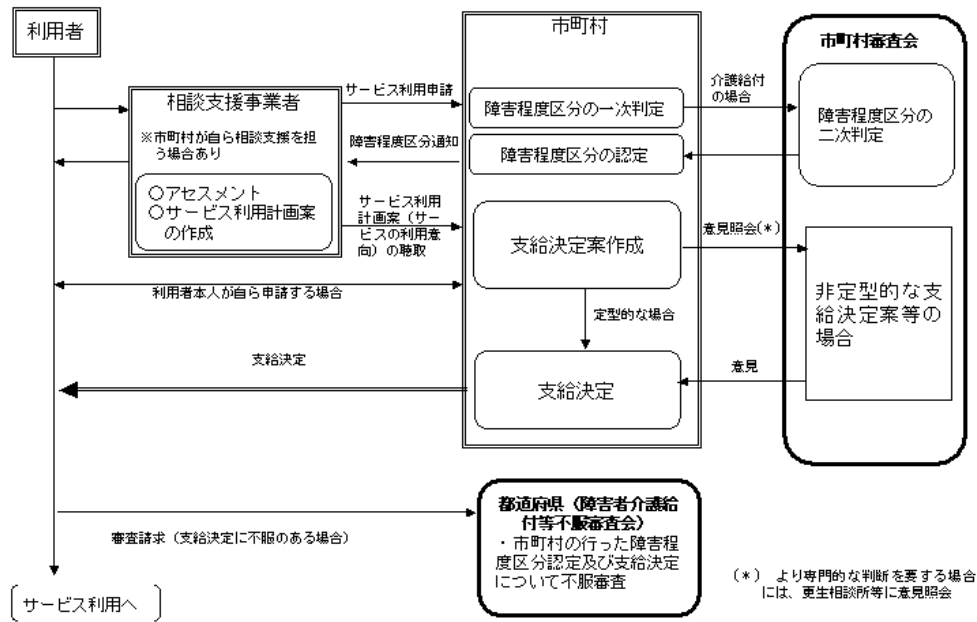 利用者
市町村
市町村審査会
相談支援事業者
※市町村が自ら相談支援を担
う場合あり
○アセスメント
○サービス利用計画案
の作成
サービス利用申請
障害程度区分通知
サービス利用
計画案（サー
ビスの利用意
向）の聴取
利用者本人が自ら申請する場合
障害程度区分の一次判定
障害程度区分の認定
介護給付
の場合
障害程度区分の
二次判定
支給決定案作成
意見照会(*)
定型的な場合
非定型的な支
給決定案等の
場合
支給決定
支給決定
意見
都道府県（障害者介護給
付等不服審査会）
・市町村の行った障害程
度区分認定及び支給決定
について不服審査
審査請求（支給決定に不服のある場合）
サービス利用へ
（*） より専門的な判断を要する場合
には、更生相談所等に意見照会